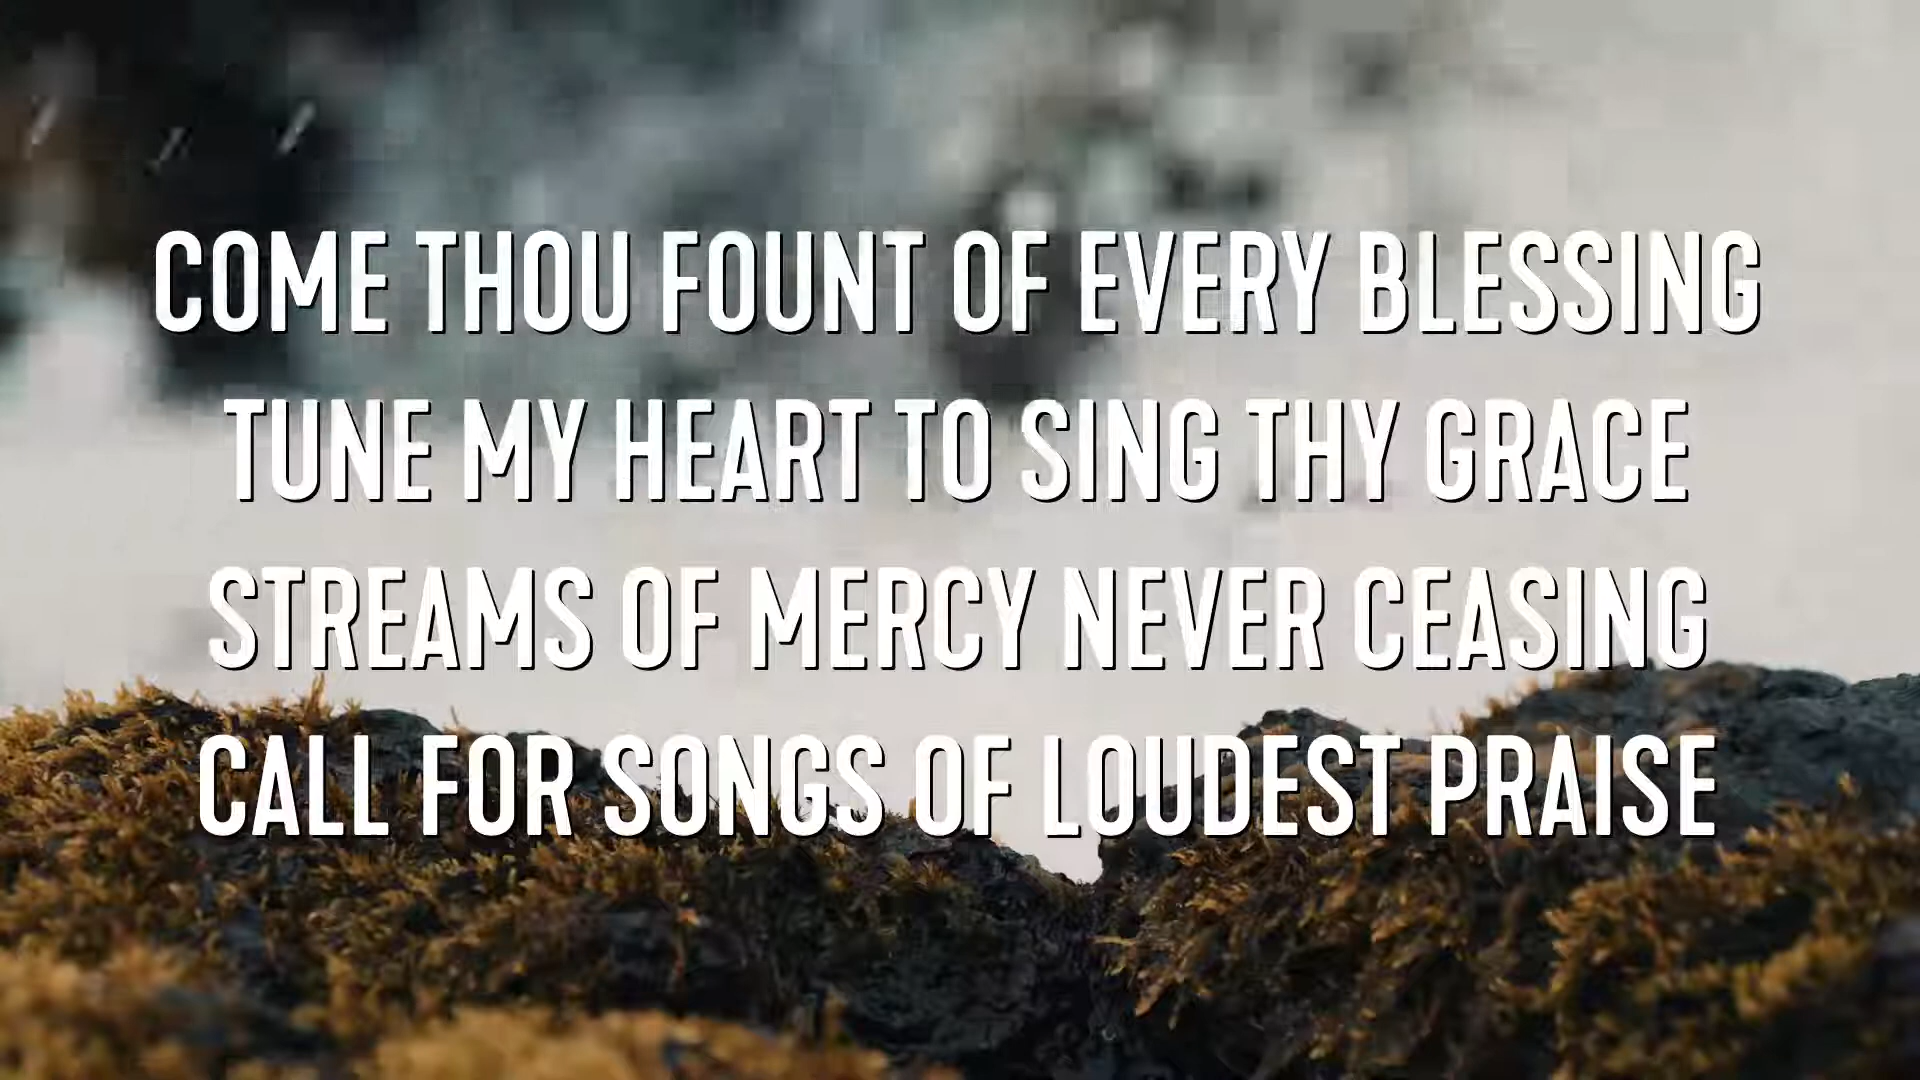 COME THOU FOUNT OF EVERY BLESSING
TUNE MY HEART TO SING THY GRACE
STREAMS OF MERCY NEVER CEASING
CALL FOR SONGS OF LOUDEST PRAISE